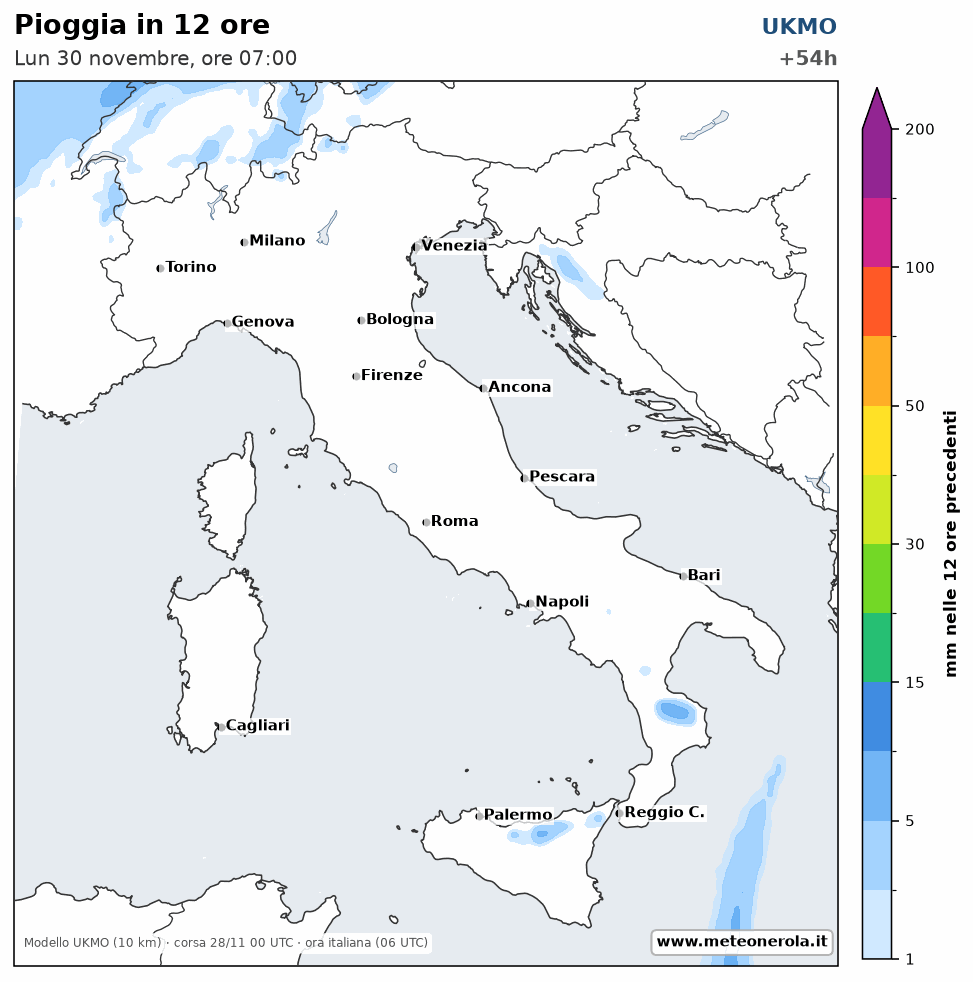 Pioggia in 12 ore
UKMO
Lun 30 novembre, ore 07:00
+54h
Milano
Venezia
Torino
Genova
Bologna
Firenze
Ancona
Pescara
Roma
Bari
Napoli
Cagliari
Palermo
Reggio C.
Modello UKMO (10 km) · corsa 28/11 00 UTC · ora italiana (06 UTC)
www.meteonerola.it
200
100
50
30
15
5
1
mm nelle 12 ore precedenti